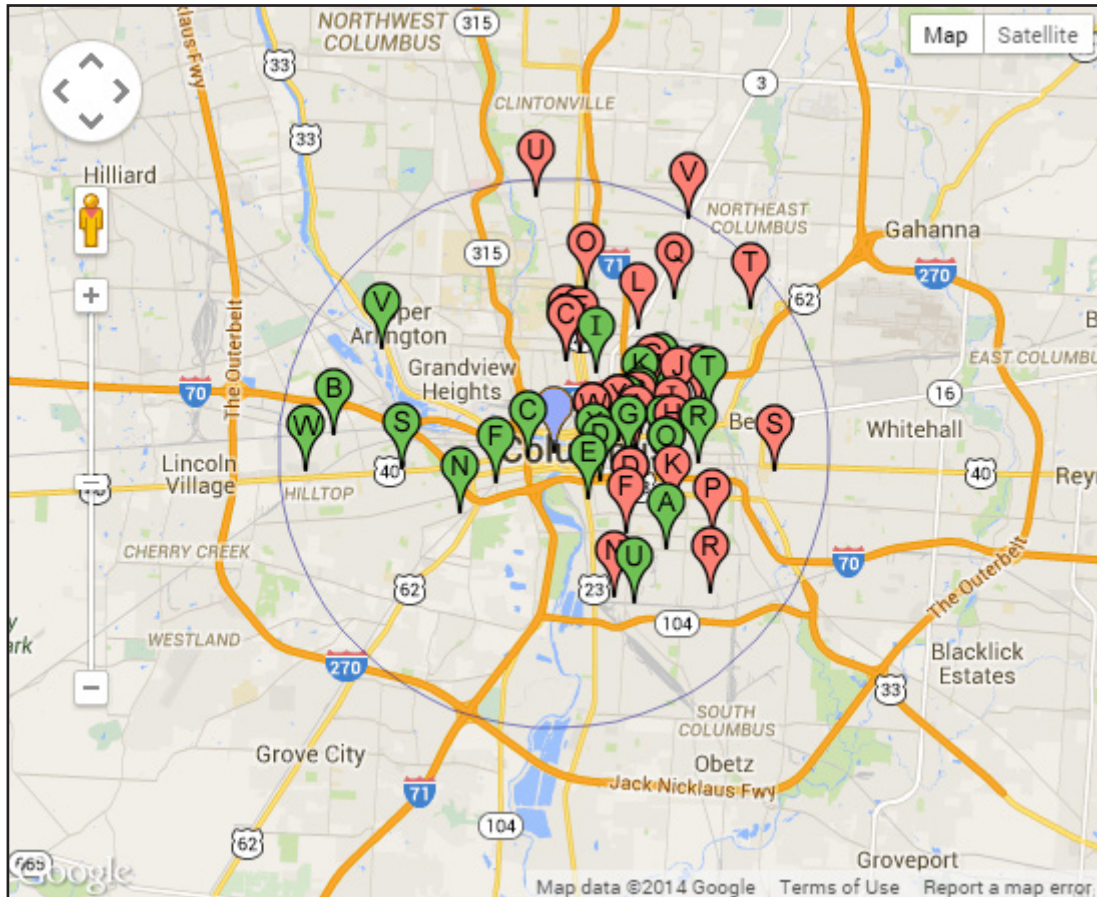 NORTHWEST
COLUMBUS
315
Map
Satellite
33
3
CLINTONVILLE
33
U
V
Hilliard
NORTHEAST
COLUMBUS
Gahanna
O
315
71
Q
T
270
L
62
V
C
I
Arlington
EAST COLUMBU
Grandview
Heights
K
J
T
70
B
16
W
C
G
R
S
W
S
F
Q
Whitehall
The Outerbelt
E
Lincoln
Village
40
N
K
40
Rey
HILLTOP
F
A
P
CHERRY CREEK
N
U
R
70
62
23
104
The Outerbelt
WESTLAND
270
Blacklick
Estates
33
SOUTH
COLUMBUS
Grove City
Obetz
71
Jack Nicklaus Fwy
104
62
Groveport
Google
Map data ©2014 Google
Terms of Use
Report a map error